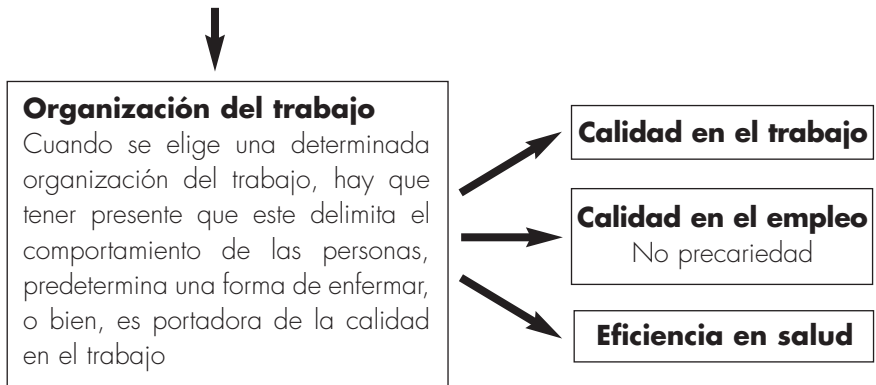 Organización del trabajo
Cuando se elige una determinada
organización del trabajo, hay que
tener presente que este delimita el
comportamiento de las personas,
predetermina una forma de enfermar,
o bien, es portadora de la calidad
en el trabajo
Calidad en el trabajo
Calidad en el empleo
No precariedad
Eficiencia en salud